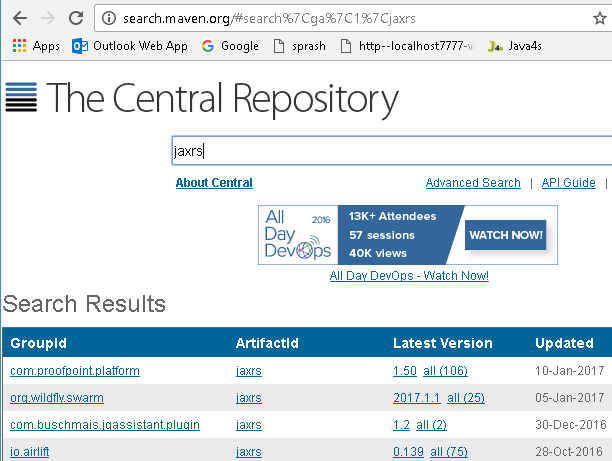 search.maven.org/#search%7Cga%7C1%7Cjaxrs
Apps Outlook Web App Google sprash http--localhost7777-w Java4s
The Central Repository
jaxrs
About Central Advanced Search | API Guide |
All Day DevOps 2016
13K+ Attendees
57 sessions
40K views
WATCH NOW!
All Day DevOps - Watch Now!
Search Results
GroupId ArtifactId Latest Version Updated
com.proofpoint.platform jaxrs 1.50 all (106) 10-Jan-2017
org.wildfly.swarm jaxrs 2017.1.1 all (25) 05-Jan-2017
com.buschmais.jqassistant.plugin jaxrs 1.2 all (2) 30-Dec-2016
io.airlift jaxrs 0.139 all (75) 28-Oct-2016